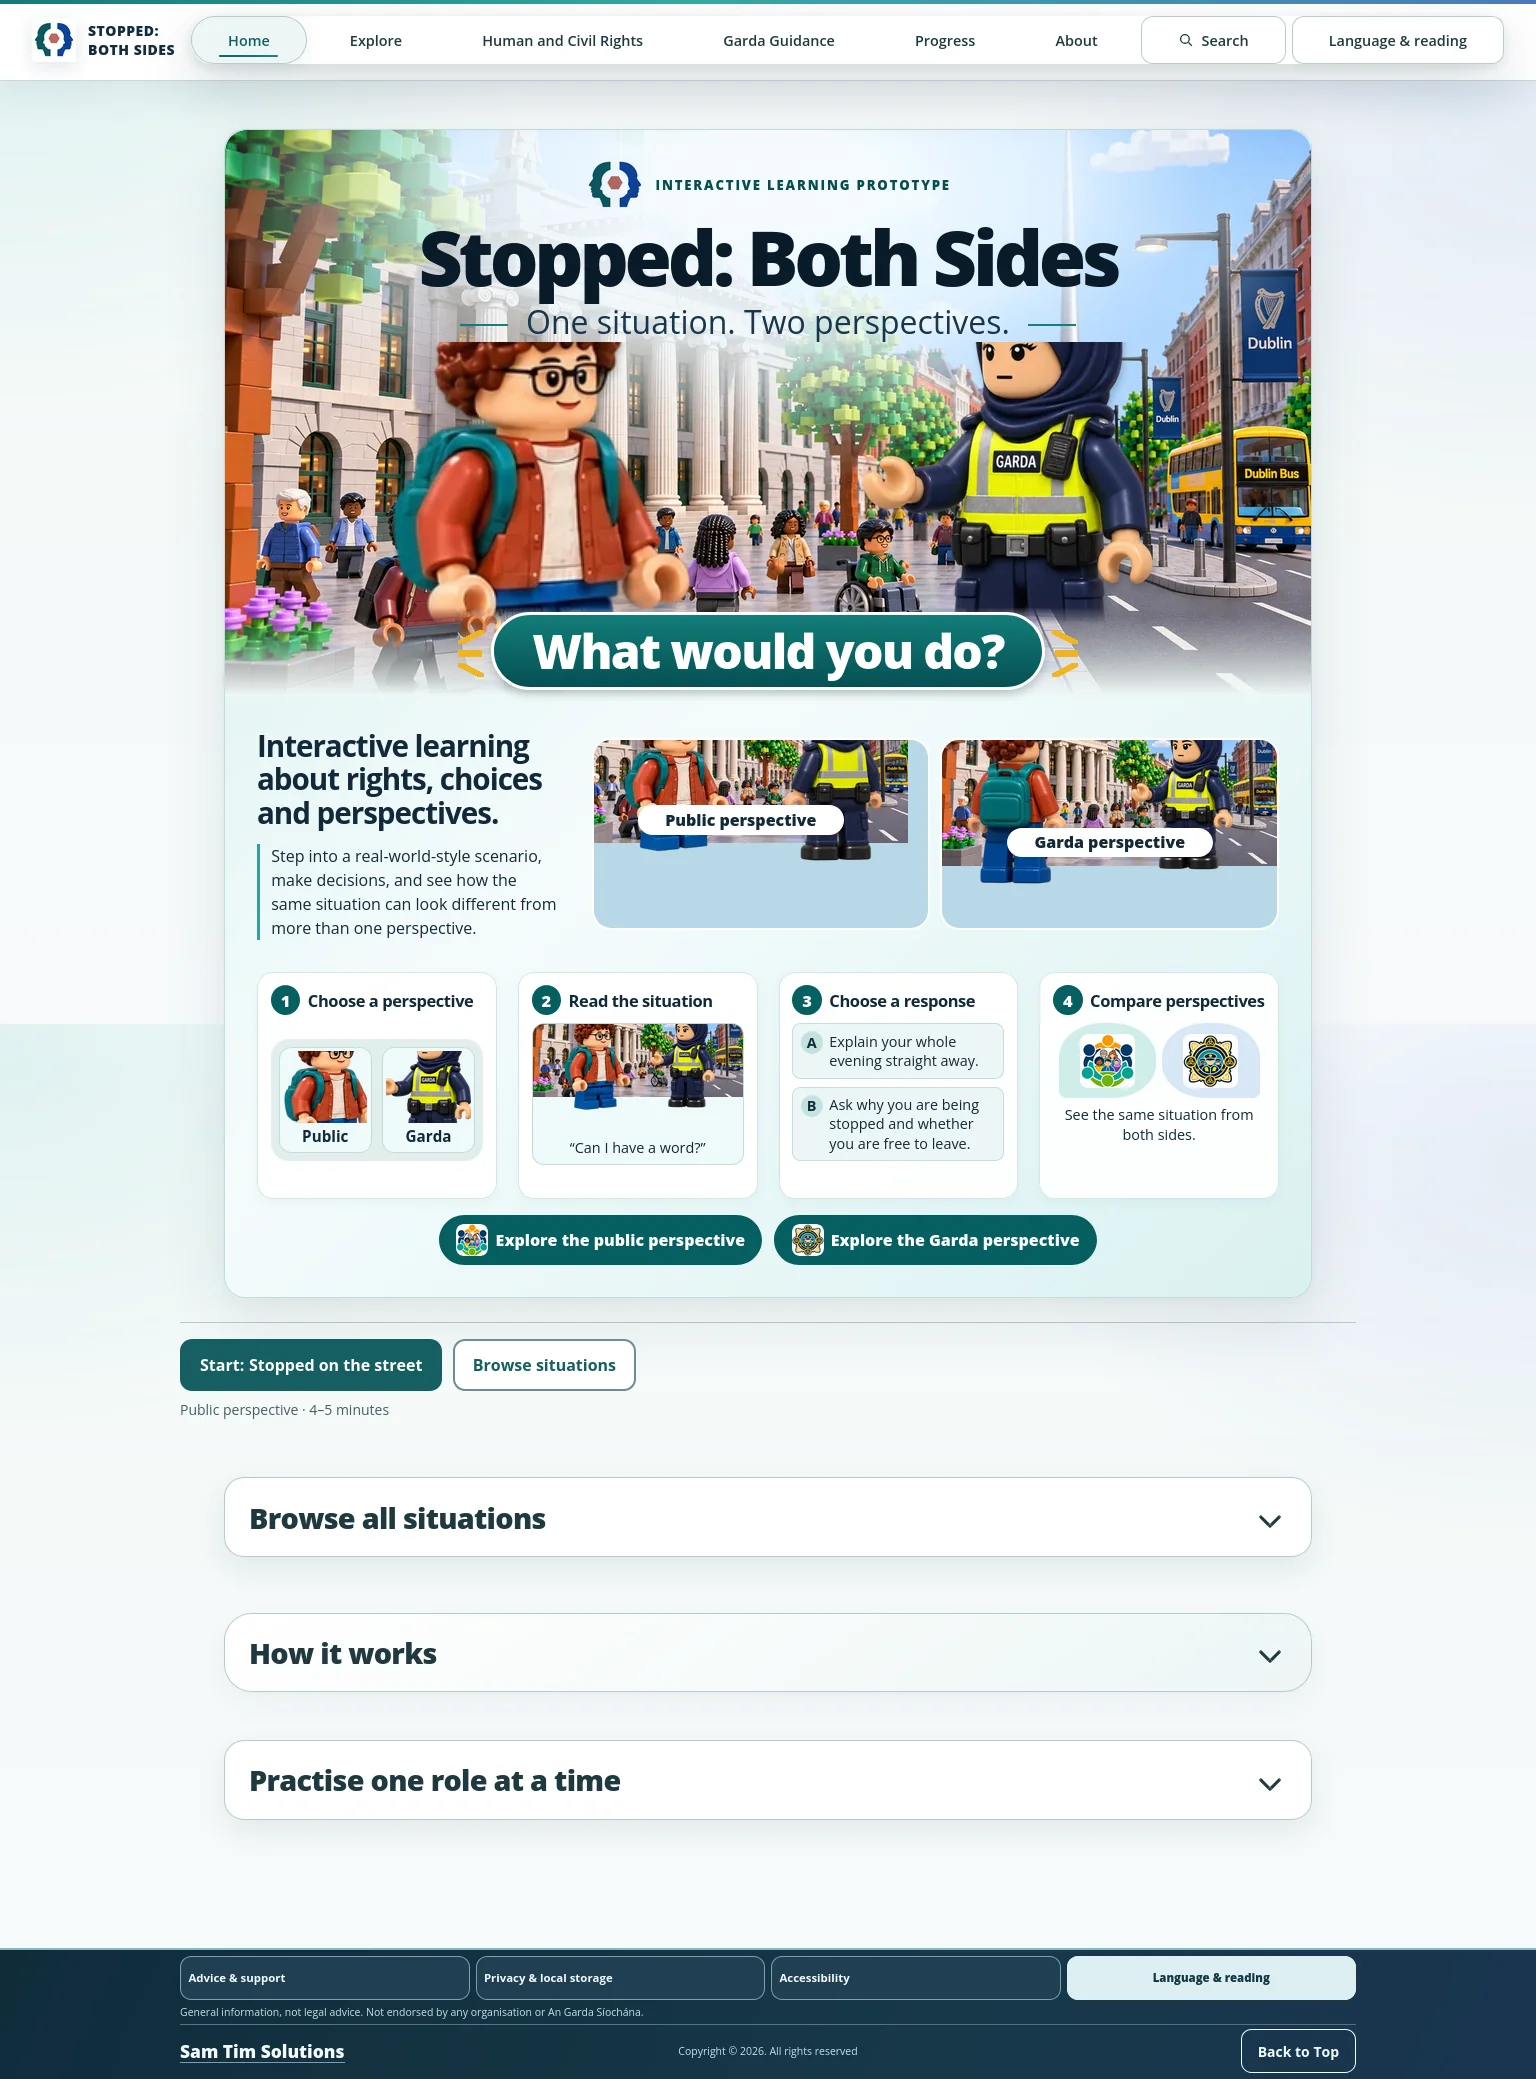 STOPPED:
BOTH SIDES
Home
Explore
Human and Civil Rights
Garda Guidance
Progress
About
Search
Language & reading
INTERACTIVE LEARNING PROTOTYPE
Stopped: Both Sides
One situation. Two perspectives.
Dublin
Dublin
GARDA
Dublin Bus
What would you do?
Interactive learning
about rights, choices
and perspectives.
Step into a real-world-style scenario,
make decisions, and see how the
same situation can look different from
more than one perspective.
Public perspective
GARDA
Garda perspective
1
Choose a perspective
GARDA
Public
Garda
2
Read the situation
“Can I have a word?”
3
Choose a response
A
Explain your whole
evening straight away.
B
Ask why you are being
stopped and whether
you are free to leave.
4
Compare perspectives
See the same situation from
both sides.
Explore the public perspective
Explore the Garda perspective
Start: Stopped on the street
Browse situations
Public perspective · 4–5 minutes
Browse all situations
How it works
Practise one role at a time
Advice & support
Privacy & local storage
Accessibility
Language & reading
General information, not legal advice. Not endorsed by any organisation or An Garda Síochána.
Sam Tim Solutions
Copyright © 2026. All rights reserved
Back to Top